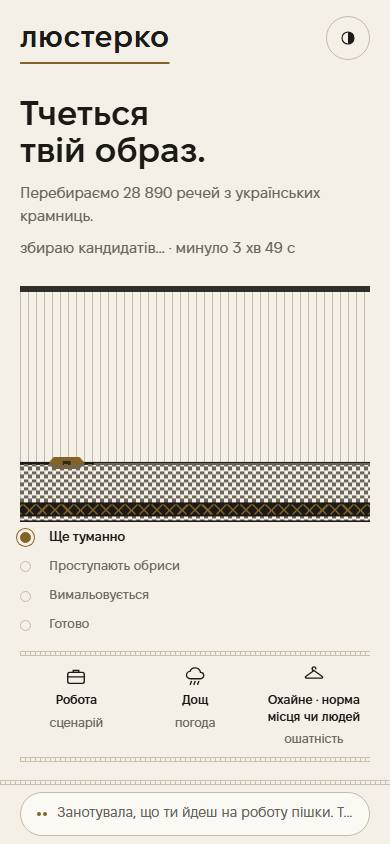 люстерко
Тчеться
твій образ.
Перебираємо 28 890 речей з українських
крамниць.
збираю кандидатів... · минуло 3 хв 49 с
Ще туманно
Проступають обриси
Вимальовується
Готово
Робота
сценарій
Дощ
погода
Охайне · норма
місця чи людей
ошатність
Занотувала, що ти йдеш на роботу пішки. Т...